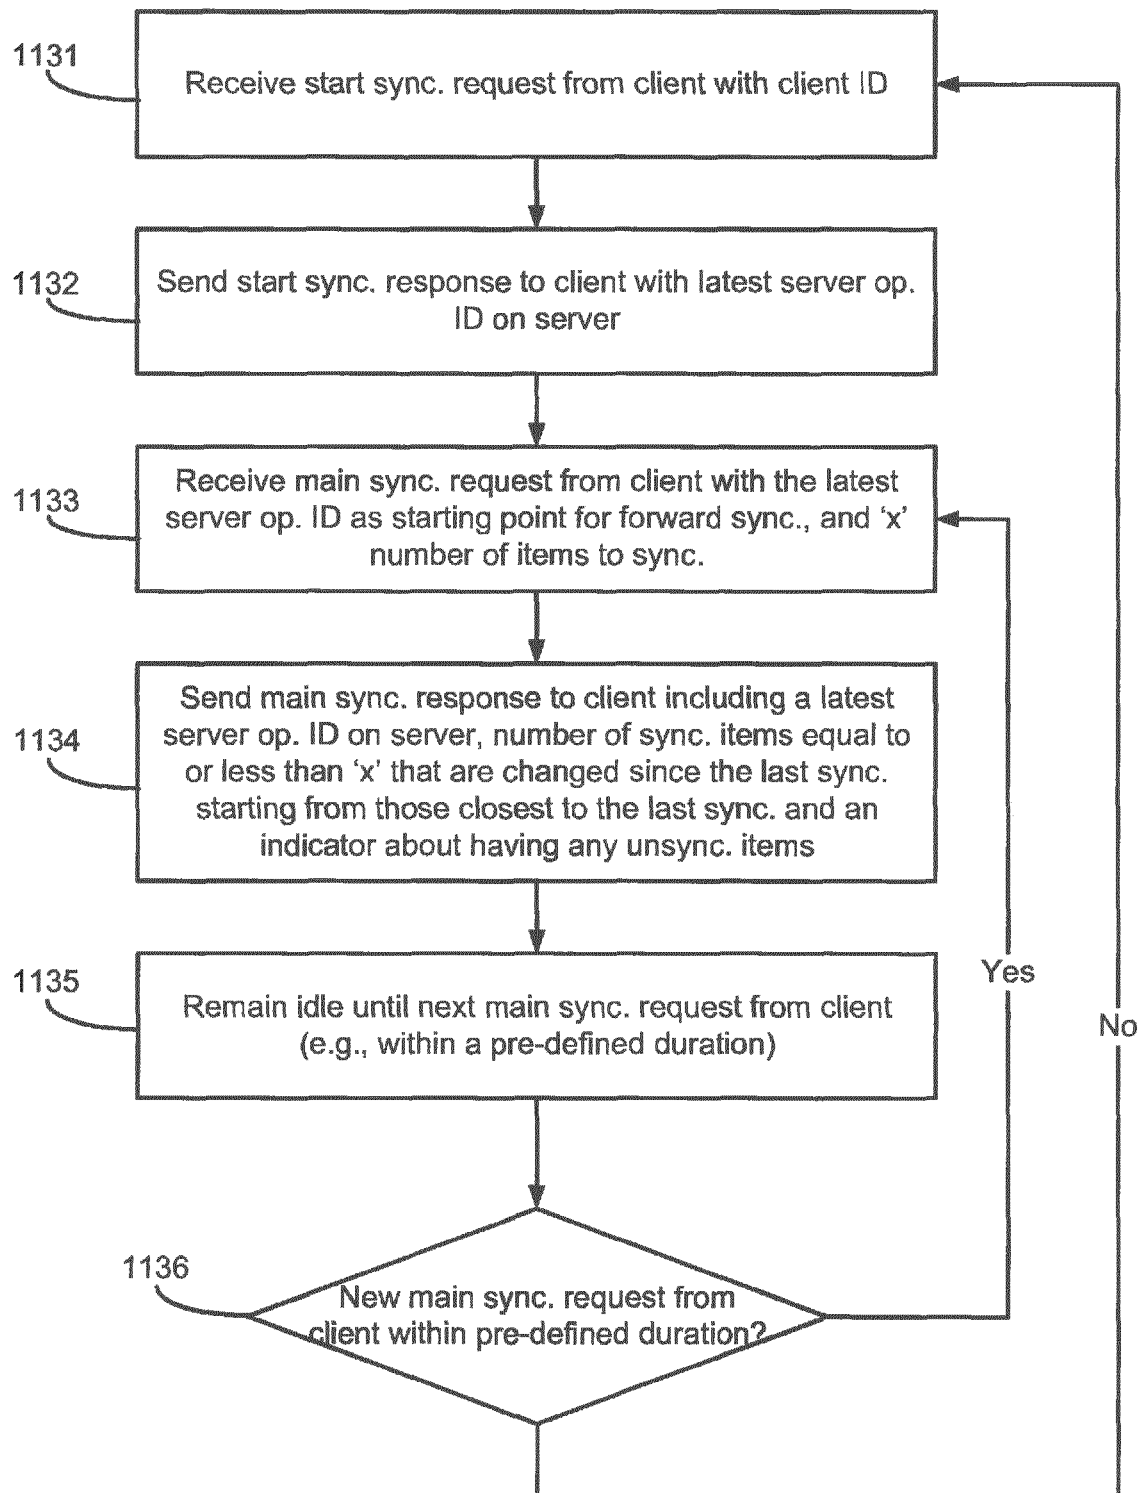 1131
Receive start sync. request from client with client ID
1132
Send start sync. response to client with latest server op.
ID on server
1133
Receive main sync. request from client with the latest
server op. ID as starting point for forward sync., and ‘x’
number of items to sync.
1134
Send main sync. response to client including a latest
server op. ID on server, number of sync. items equal to
or less than ‘x’ that are changed since the last sync.
starting from those closest to the last sync. and an
indicator about having any unsync. items
1135
Remain idle until next main sync. request from client
(e.g., within a pre-defined duration)
Yes
No
1136
New main sync. request from
client within pre-defined duration?